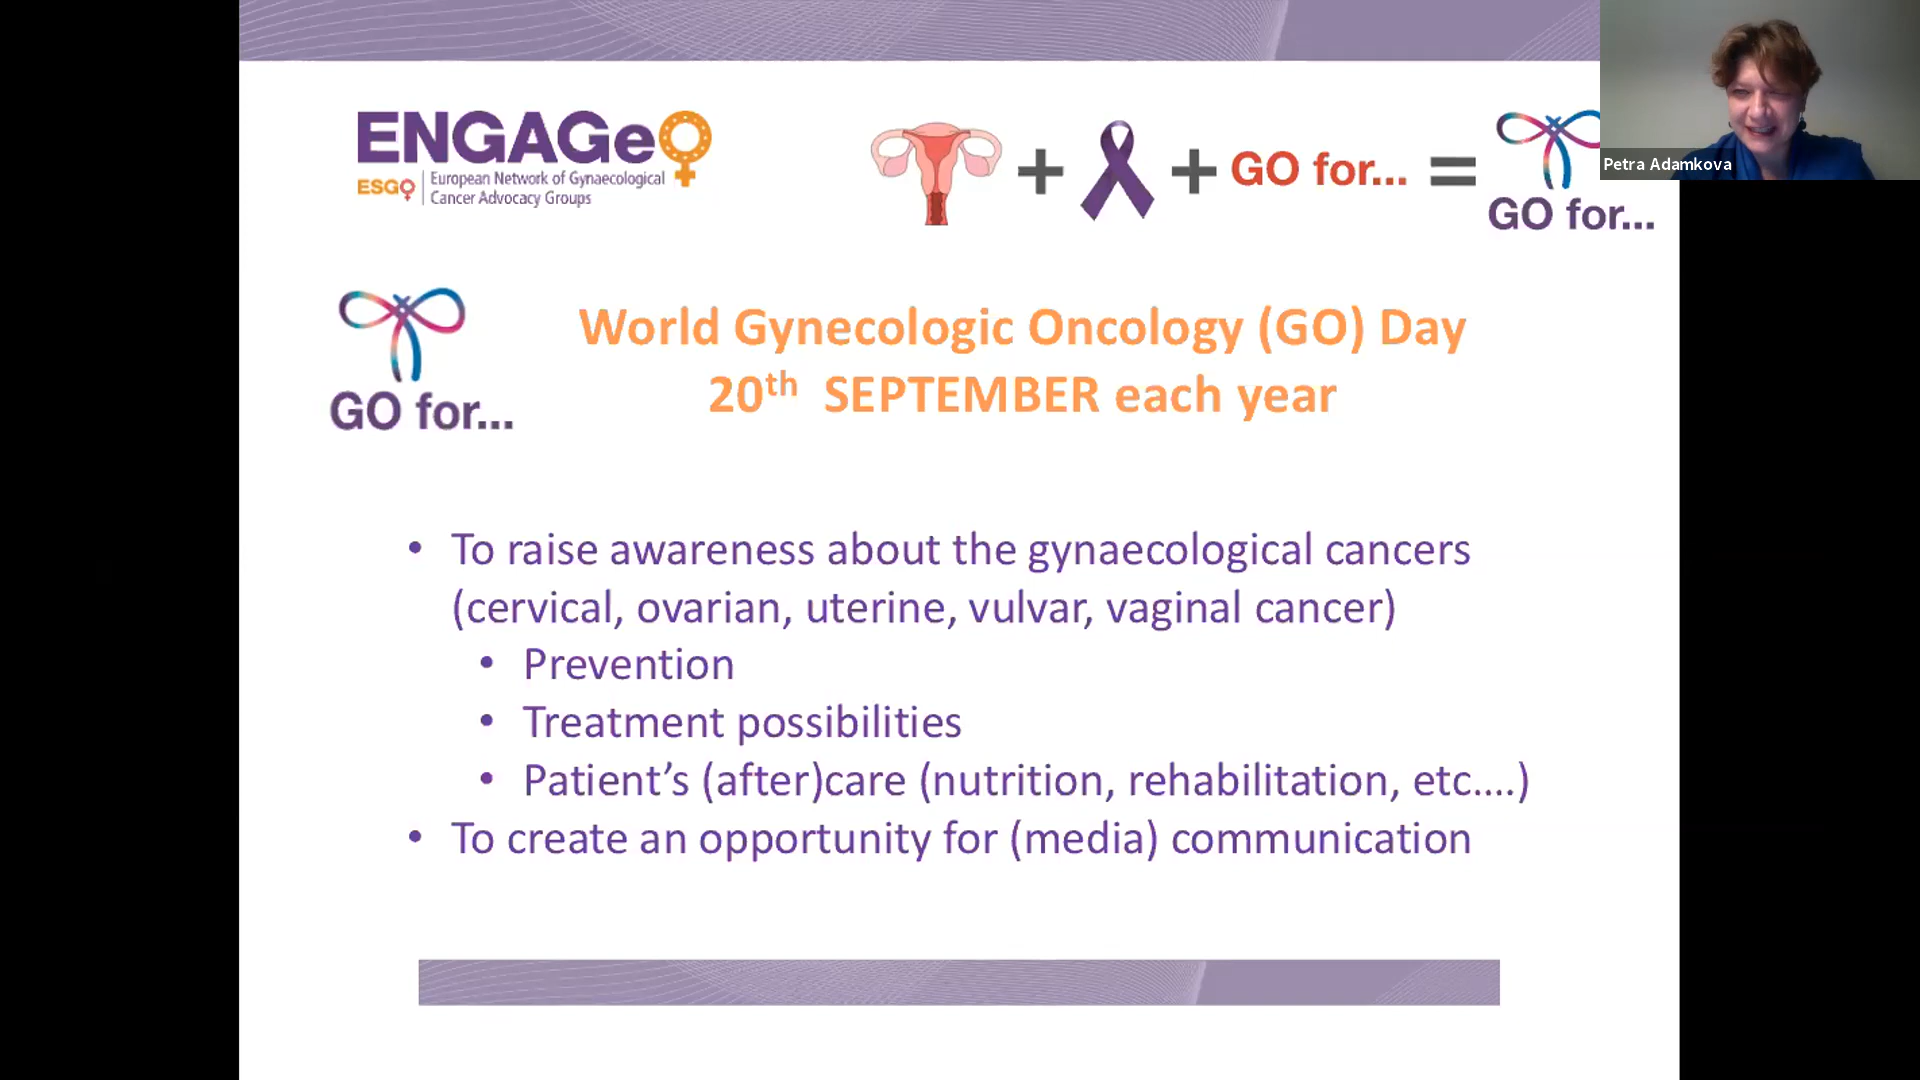 Petra Adamkova
ENGAGe
ESGO
European Network of Gynaecological
Cancer Advocacy Groups
+ + GO for... =
GO for...
GO for...
World Gynecologic Oncology (GO) Day
20th SEPTEMBER each year
• To raise awareness about the gynaecological cancers
(cervical, ovarian, uterine, vulvar, vaginal cancer)
• Prevention
• Treatment possibilities
• Patient’s (after)care (nutrition, rehabilitation, etc....)
• To create an opportunity for (media) communication